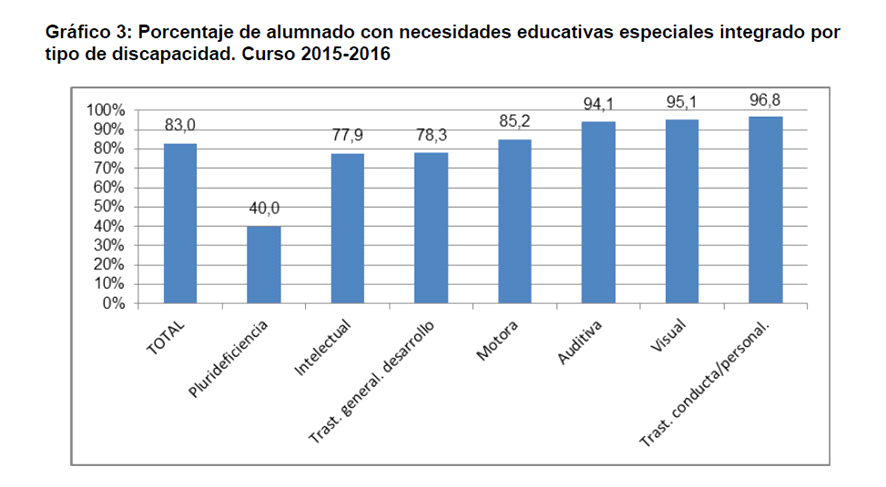 Gráfico 3: Porcentaje de alumnado con necesidades educativas especiales integrado por
tipo de discapacidad. Curso 2015-2016
100%
90%
80%
70%
60%
50%
40%
30%
20%
10%
0%
83,0
40,0
77,9
78,3
85,2
94,1
95,1
96,8
TOTAL
Plurideficiencia
Intelectual
Trast. general. desarrollo
Motora
Auditiva
Visual
Trast. conducta/personal.